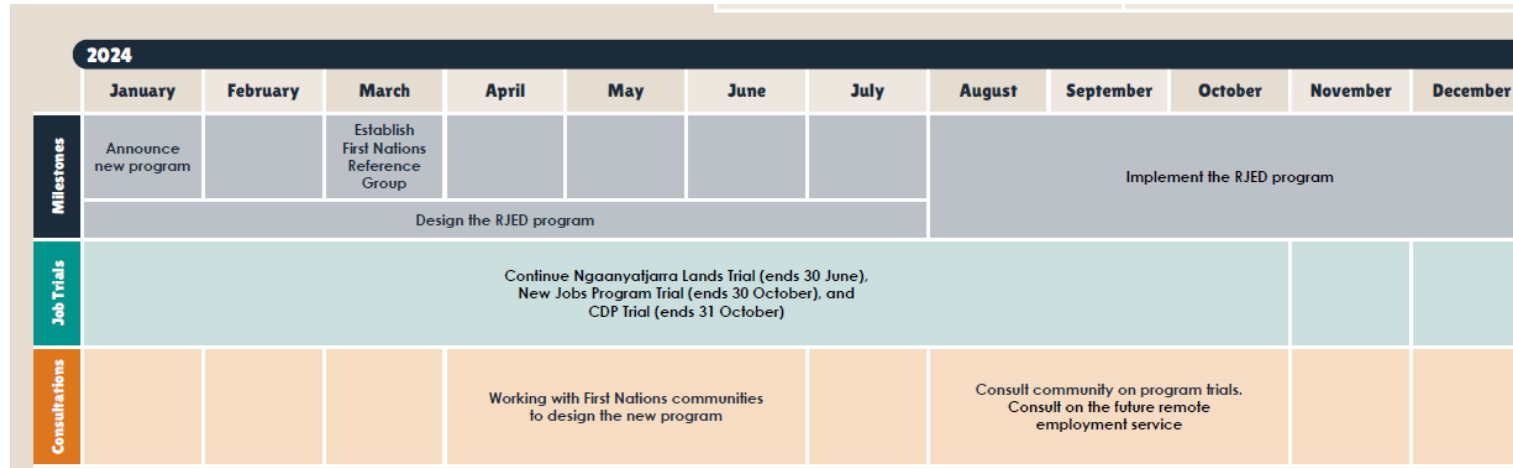 2024
January
February
March
April
May
June
July
August
September
October
November
December
Milestones
Announce
new program
Establish
First Nations
Reference
Group
Implement the RJED program
Design the RJED program
Job Trials
Continue Ngaanyatjarra Lands Trial (ends 30 June),
New Jobs Program Trial (ends 30 October), and
CDP Trial (ends 31 October)
Consultations
Working with First Nations communities
to design the new program
Consult community on program trials.
Consult on the future remote
employment service